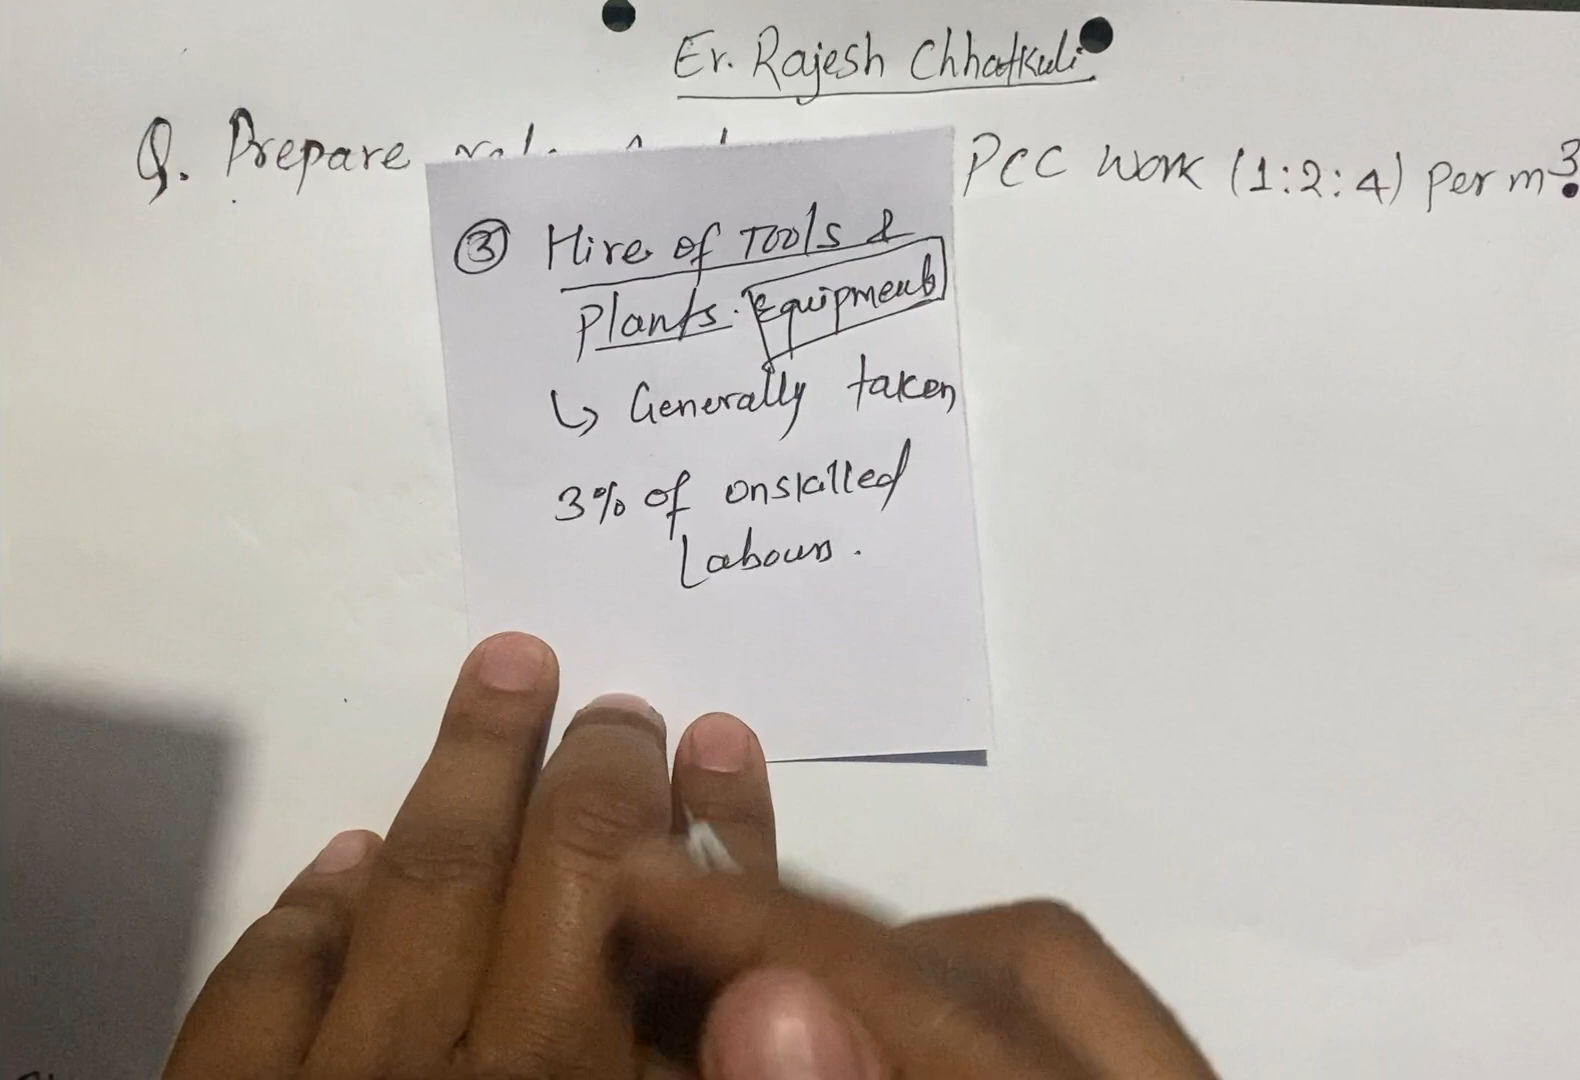 Er. Rajesh Chhatkuli
Q. Prepare PCC Work (1:2:4) per m³
③ Hire of Tools &
Plants. Equipments
↳ Generally taken
3% of onskilled
Labours.